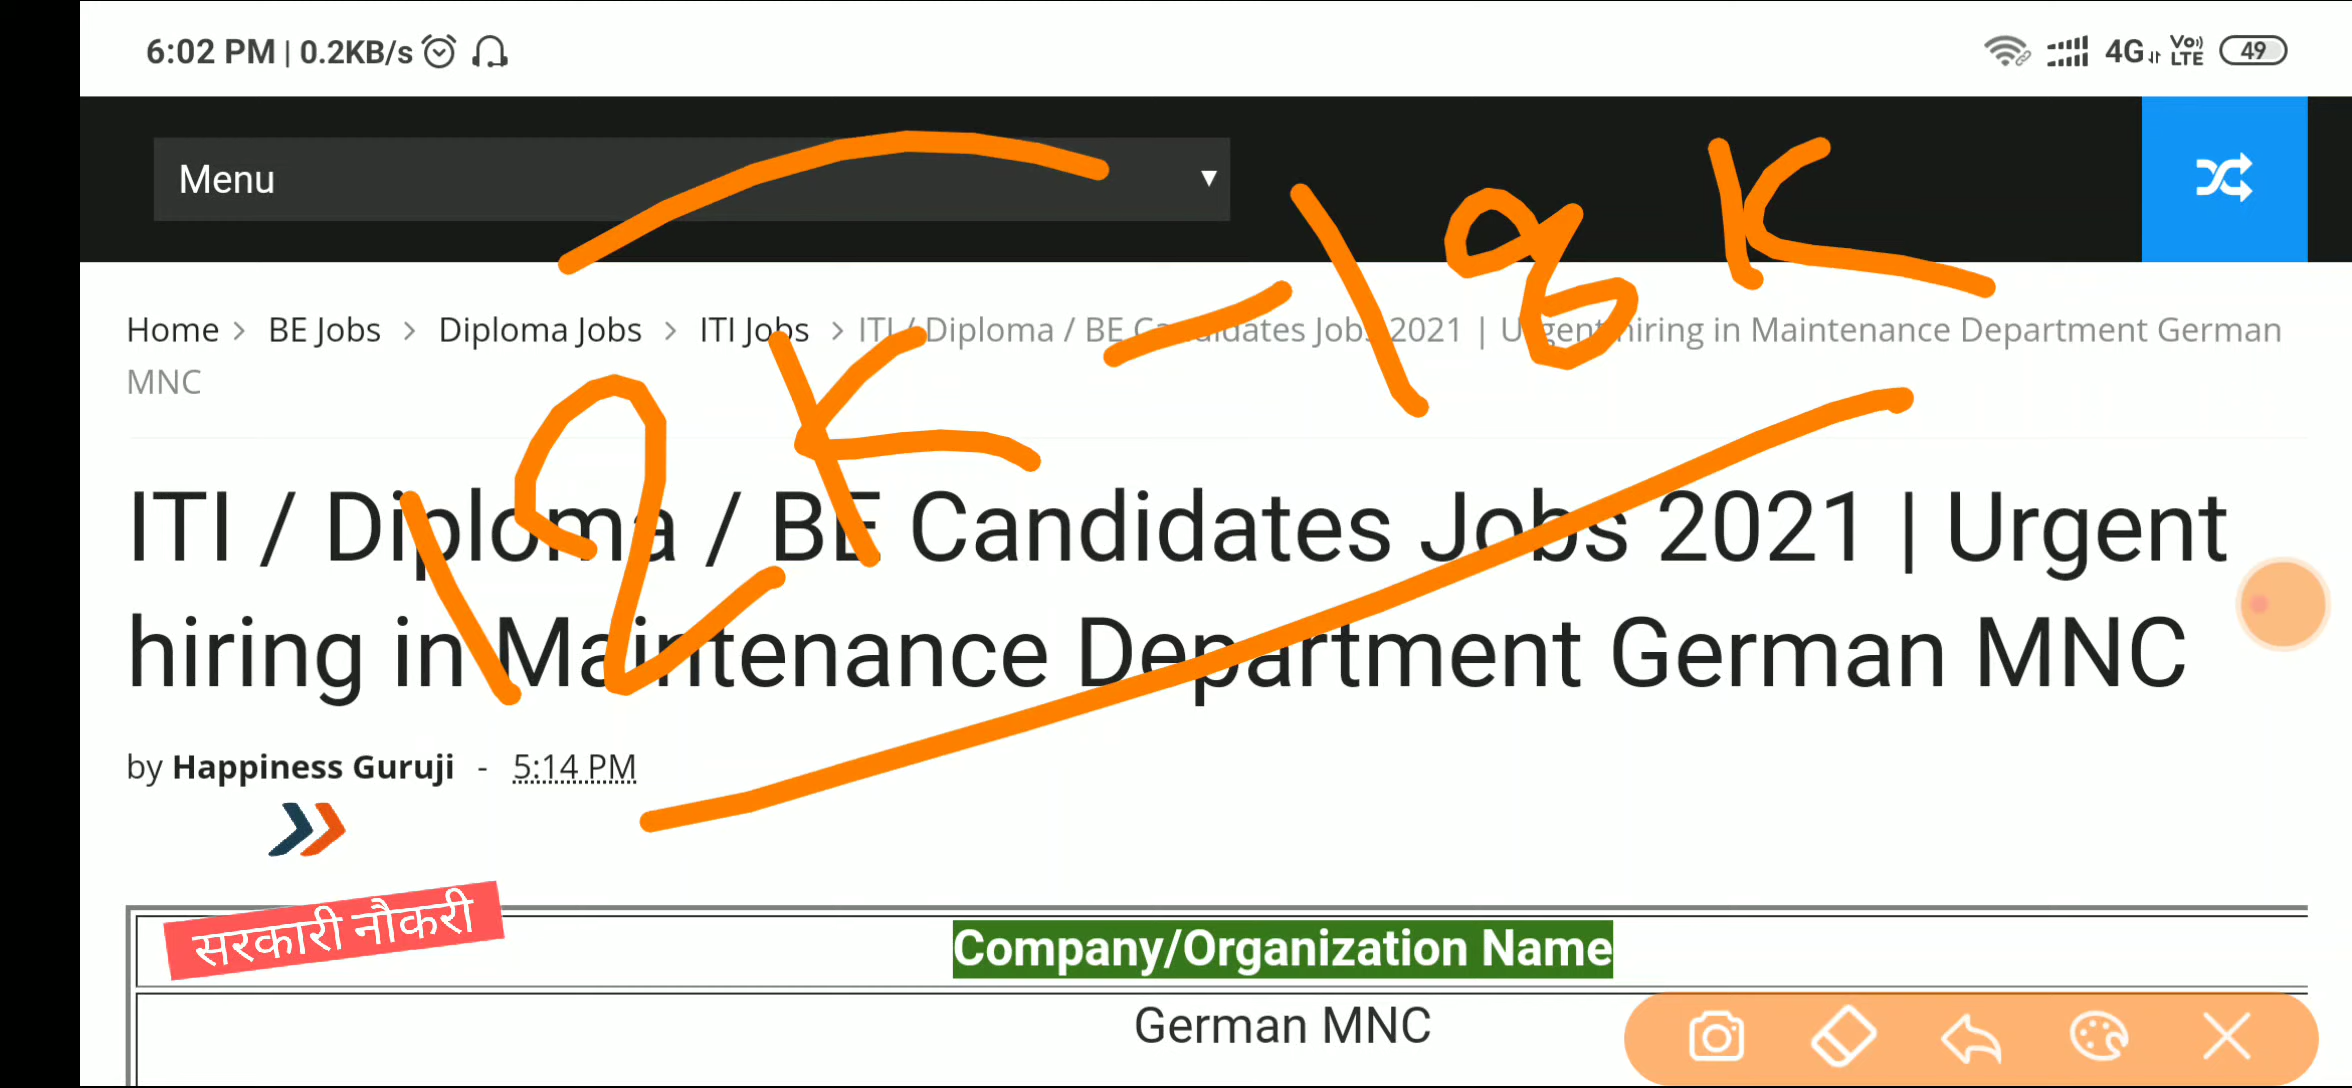 6:02 PM | 0.2KB/s 4G VoLTE 49
Menu
Home > BE Jobs > Diploma Jobs > ITI Jobs > ITI / Diploma / BE Candidates Jobs 2021 | Urgent hiring in Maintenance Department German
MNC
12K - 18K
ITI / Diploma / BE Candidates Jobs 2021 | Urgent
hiring in Maintenance Department German MNC
by Happiness Guruji - 5:14 PM
सरकारी नौकरी
Company/Organization Name
German MNC